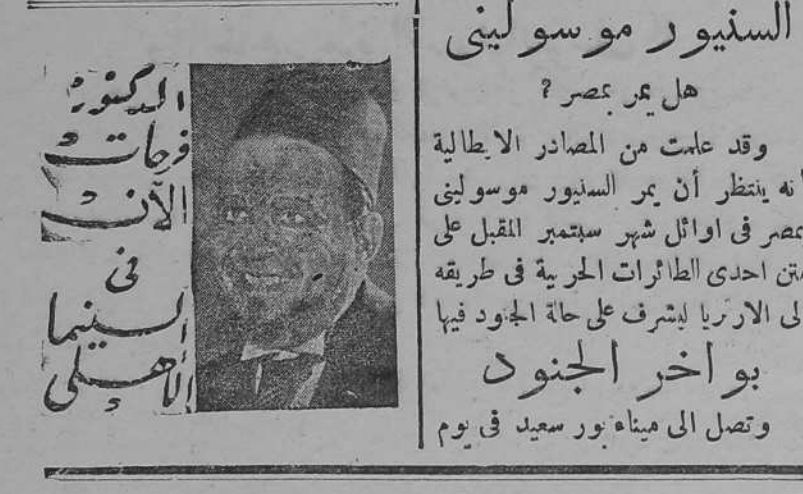 السنيور موسوليني
هل يمر بمصر ?
وقد علمت من المصادر الايطالية
أنه ينتظر أن يمر السنيور موسولينى
بمصر فى اوائل شهر سبتمبر المقبل على
متن احدى الطائرات الحربية فى طريقه
الى الارتريا ليشرف على حالة الجنود فيها
بواخر الجنود
وتصل الى ميناء بور سعيد فى يوم
الدكتور
فرحات
الآن
فى
السينما
الأهلى